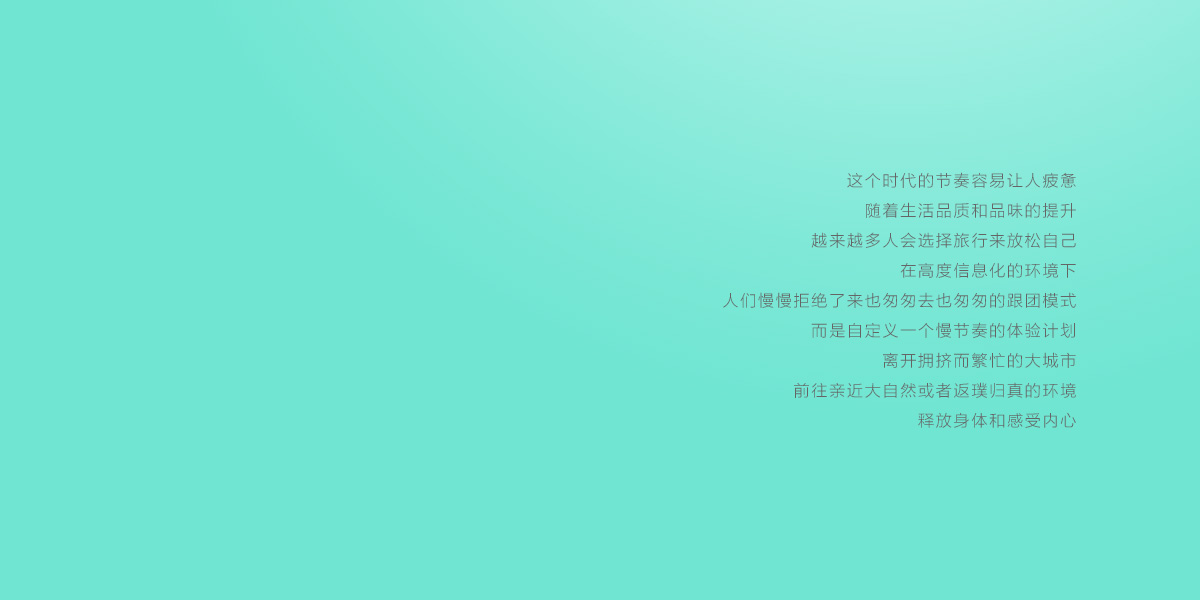 这个时代的节奏容易让人疲惫
随着生活品质和品味的提升
越来越多人会选择旅行来放松自己
在高度信息化的环境下
人们慢慢拒绝了来也匆匆去也匆匆的跟团模式
而是自定义一个慢节奏的体验计划
离开拥挤而繁忙的大城市
前往亲近大自然或者返璞归真的环境
释放身体和感受内心